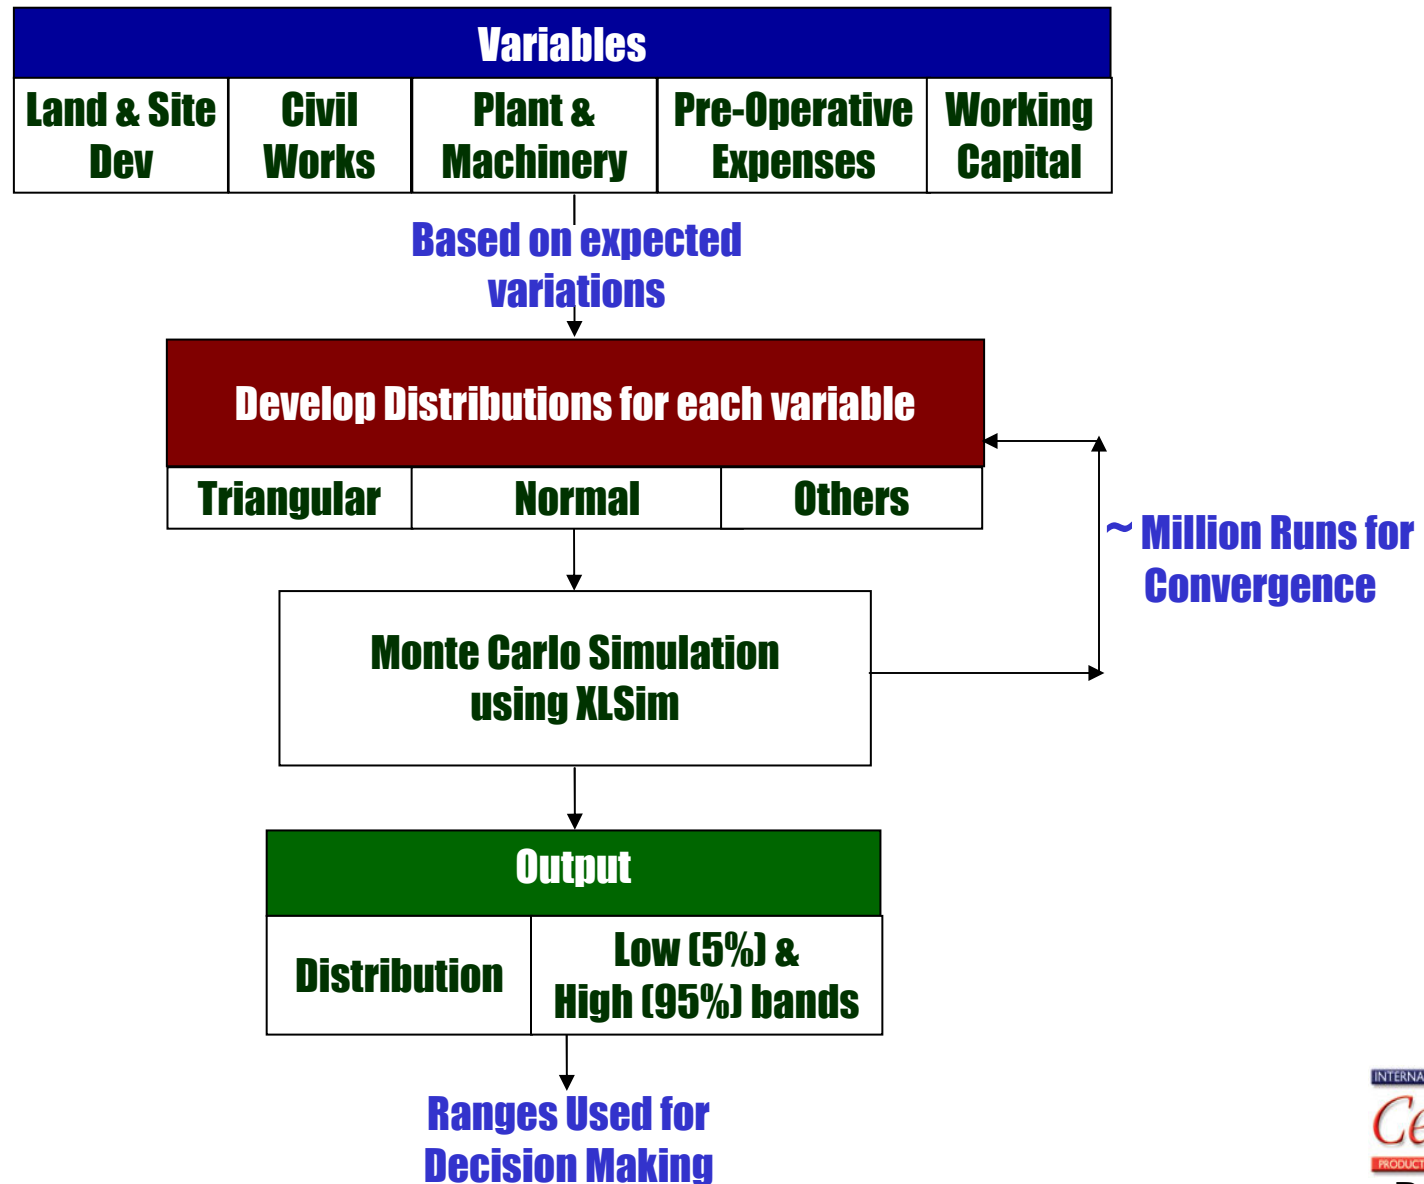 Variables
Land & Site Dev
Civil Works
Plant & Machinery
Pre-Operative Expenses
Working Capital
Based on expected
variations
Develop Distributions for each variable
Triangular
Normal
Others
~ Million Runs for
Convergence
Monte Carlo Simulation
using XLSim
Output
Distribution
Low (5%) &
High (95%) bands
Ranges Used for
Decision Making